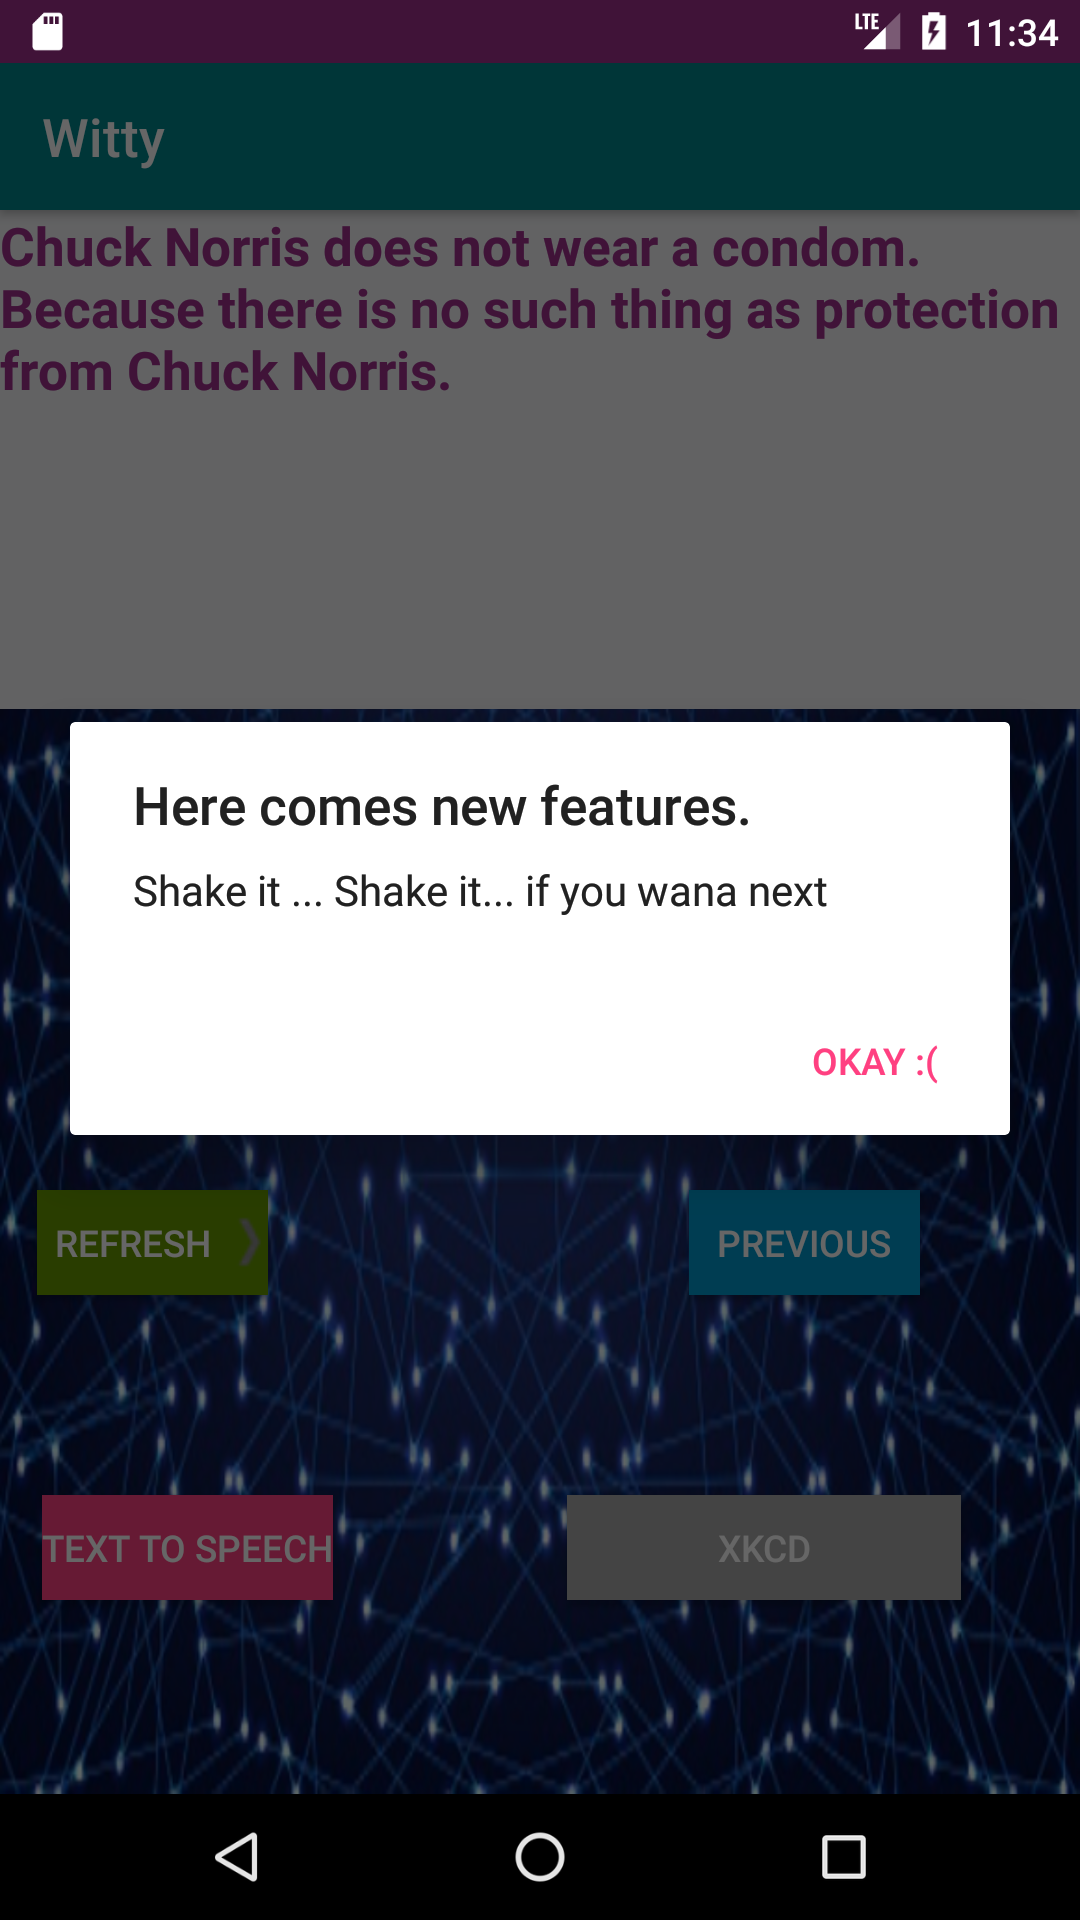 LTE 11:34
Witty
Chuck Norris does not wear a condom.
Because there is no such thing as protection
from Chuck Norris.
Here comes new features.
Shake it ... Shake it... if you wana next
OKAY :(
REFRESH PREVIOUS
TEXT TO SPEECH XKCD